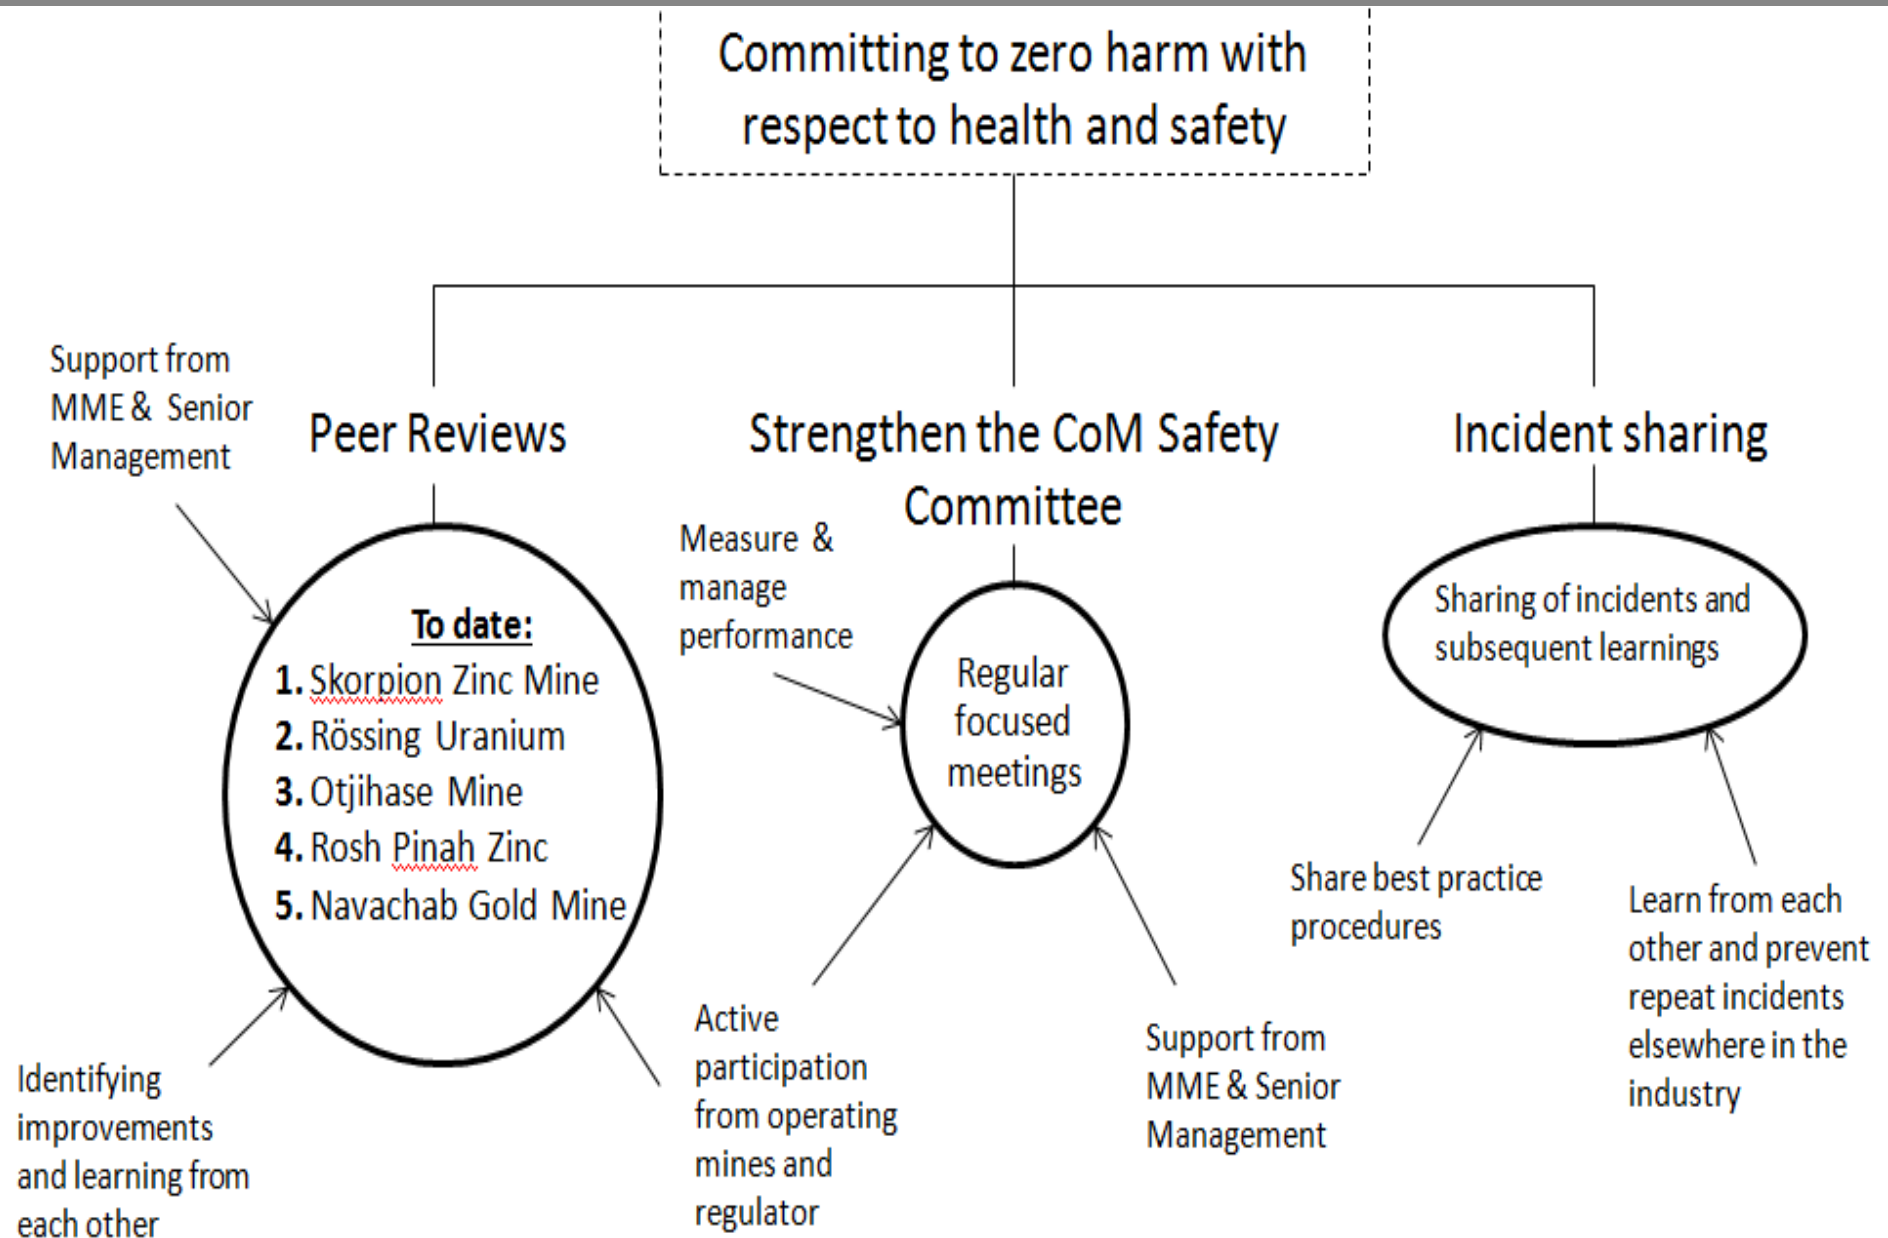 Committing to zero harm with
respect to health and safety
Support from
MME & Senior
Management
Peer Reviews
To date:
1. Skorpion Zinc Mine
2. Rössing Uranium
3. Otjihase Mine
4. Rosh Pinah Zinc
5. Navachab Gold Mine
Identifying
improvements
and learning from
each other
Strengthen the CoM Safety
Committee
Measure &
manage
performance
Regular
focused
meetings
Active
participation
from operating
mines and
regulator
Support from
MME & Senior
Management
Incident sharing
Sharing of incidents and
subsequent learnings
Share best practice
procedures
Learn from each
other and prevent
repeat incidents
elsewhere in the
industry